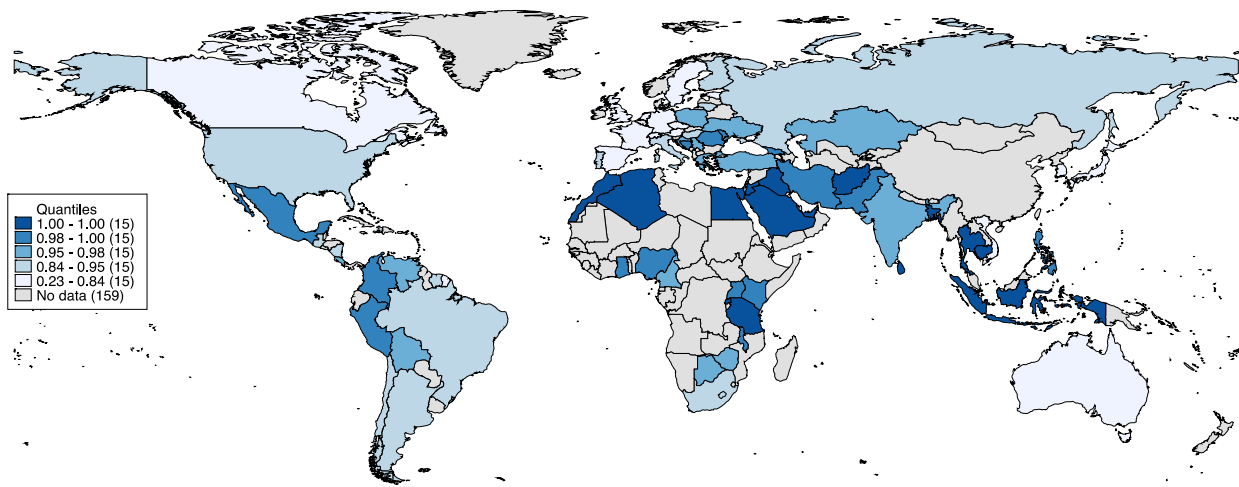 Quantiles
1.00 - 1.00 (15)
0.98 - 1.00 (15)
0.95 - 0.98 (15)
0.84 - 0.95 (15)
0.23 - 0.84 (15)
No data (159)